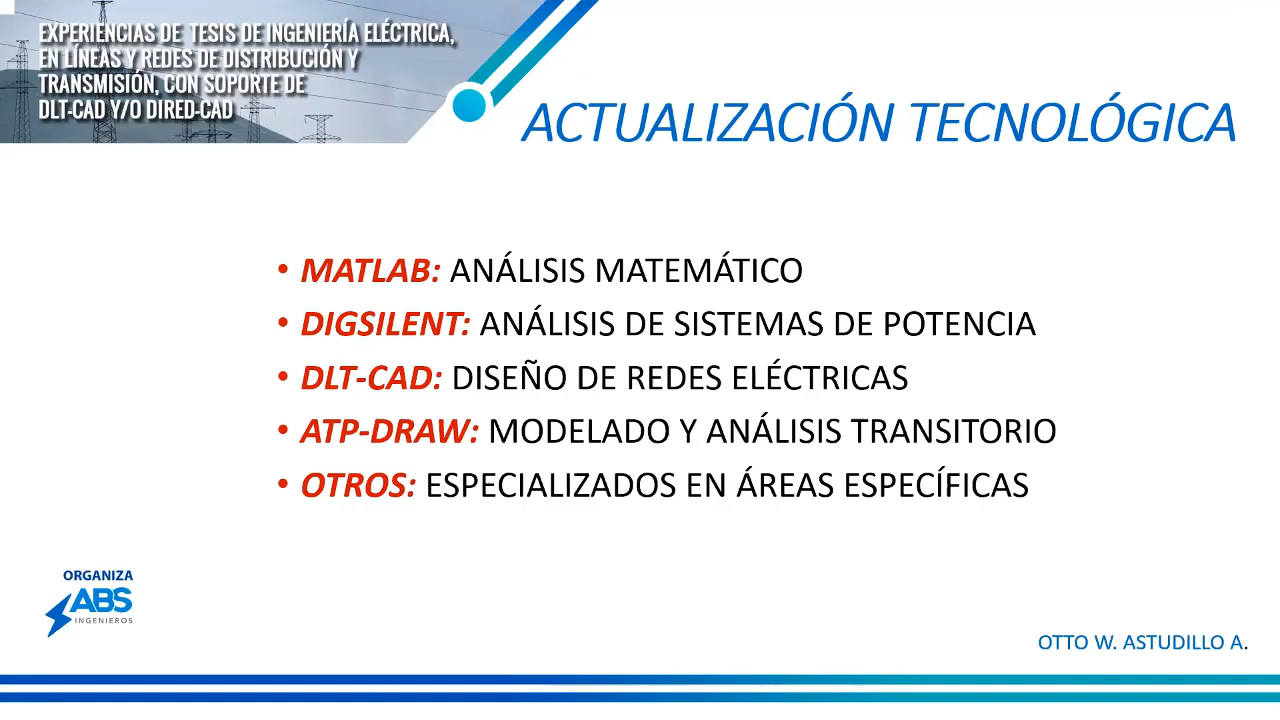 EXPERIENCIAS DE TESIS DE INGENIERÍA ELÉCTRICA,
EN LÍNEAS Y REDES DE DISTRIBUCIÓN Y
TRANSMISIÓN, CON SOPORTE DE
DLT-CAD Y/O DIRED-CAD
ACTUALIZACIÓN TECNOLÓGICA
• MATLAB: ANÁLISIS MATEMÁTICO
• DIGSILENT: ANÁLISIS DE SISTEMAS DE POTENCIA
• DLT-CAD: DISEÑO DE REDES ELÉCTRICAS
• ATP-DRAW: MODELADO Y ANÁLISIS TRANSITORIO
• OTROS: ESPECIALIZADOS EN ÁREAS ESPECÍFICAS
ORGANIZA
ABS
INGENIEROS
OTTO W. ASTUDILLO A.